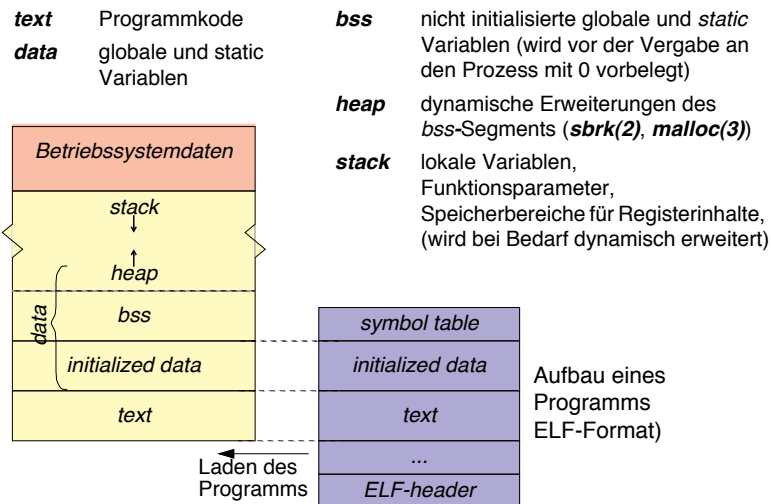 text Programmkode
data globale und static
Variablen
bss nicht initialisierte globale und static
Variablen (wird vor der Vergabe an
den Prozess mit 0 vorbelegt)
heap dynamische Erweiterungen des
bss-Segments (sbrk(2), malloc(3))
stack lokale Variablen,
Funktionsparameter,
Speicherbereiche für Registerinhalte,
(wird bei Bedarf dynamisch erweitert)
Betriebssystemdaten
stack
heap
data
bss
initialized data
text
symbol table
initialized data
text
...
ELF-header
Aufbau eines
Programms
ELF-Format)
Laden des
Programms